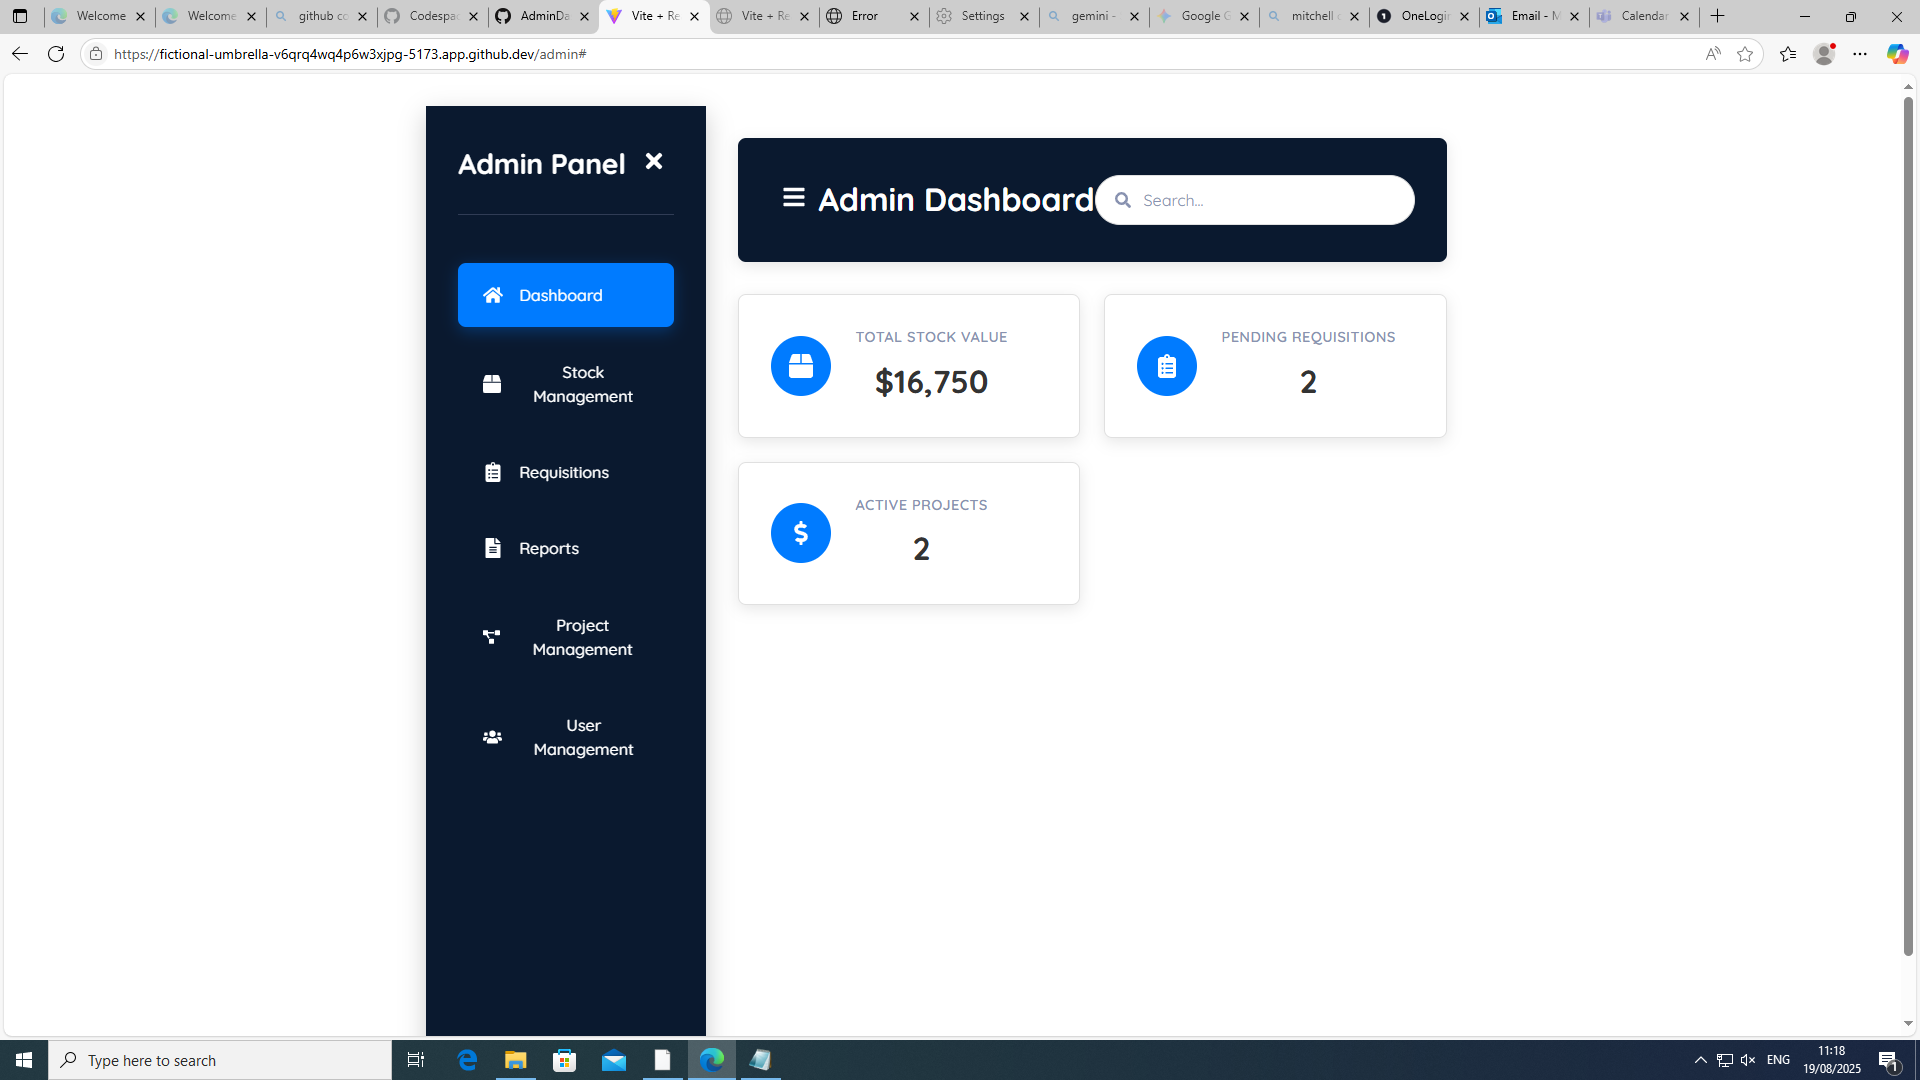 Welcome
Welcome
github co
Codespac
AdminDa
Vite + Re
Vite + Re
Error
Settings
gemini -
Google G
mitchell c
OneLogin
Email - M
Calendar
https://fictional-umbrella-v6qrq4wq4p6w3xjpg-5173.app.github.dev/admin#
Admin Panel
Dashboard
Stock
Management
Requisitions
Reports
Project
Management
User
Management
Admin Dashboard
Search...
TOTAL STOCK VALUE
$16,750
PENDING REQUISITIONS
2
ACTIVE PROJECTS
2
Type here to search
ENG
11:18
19/08/2025
1